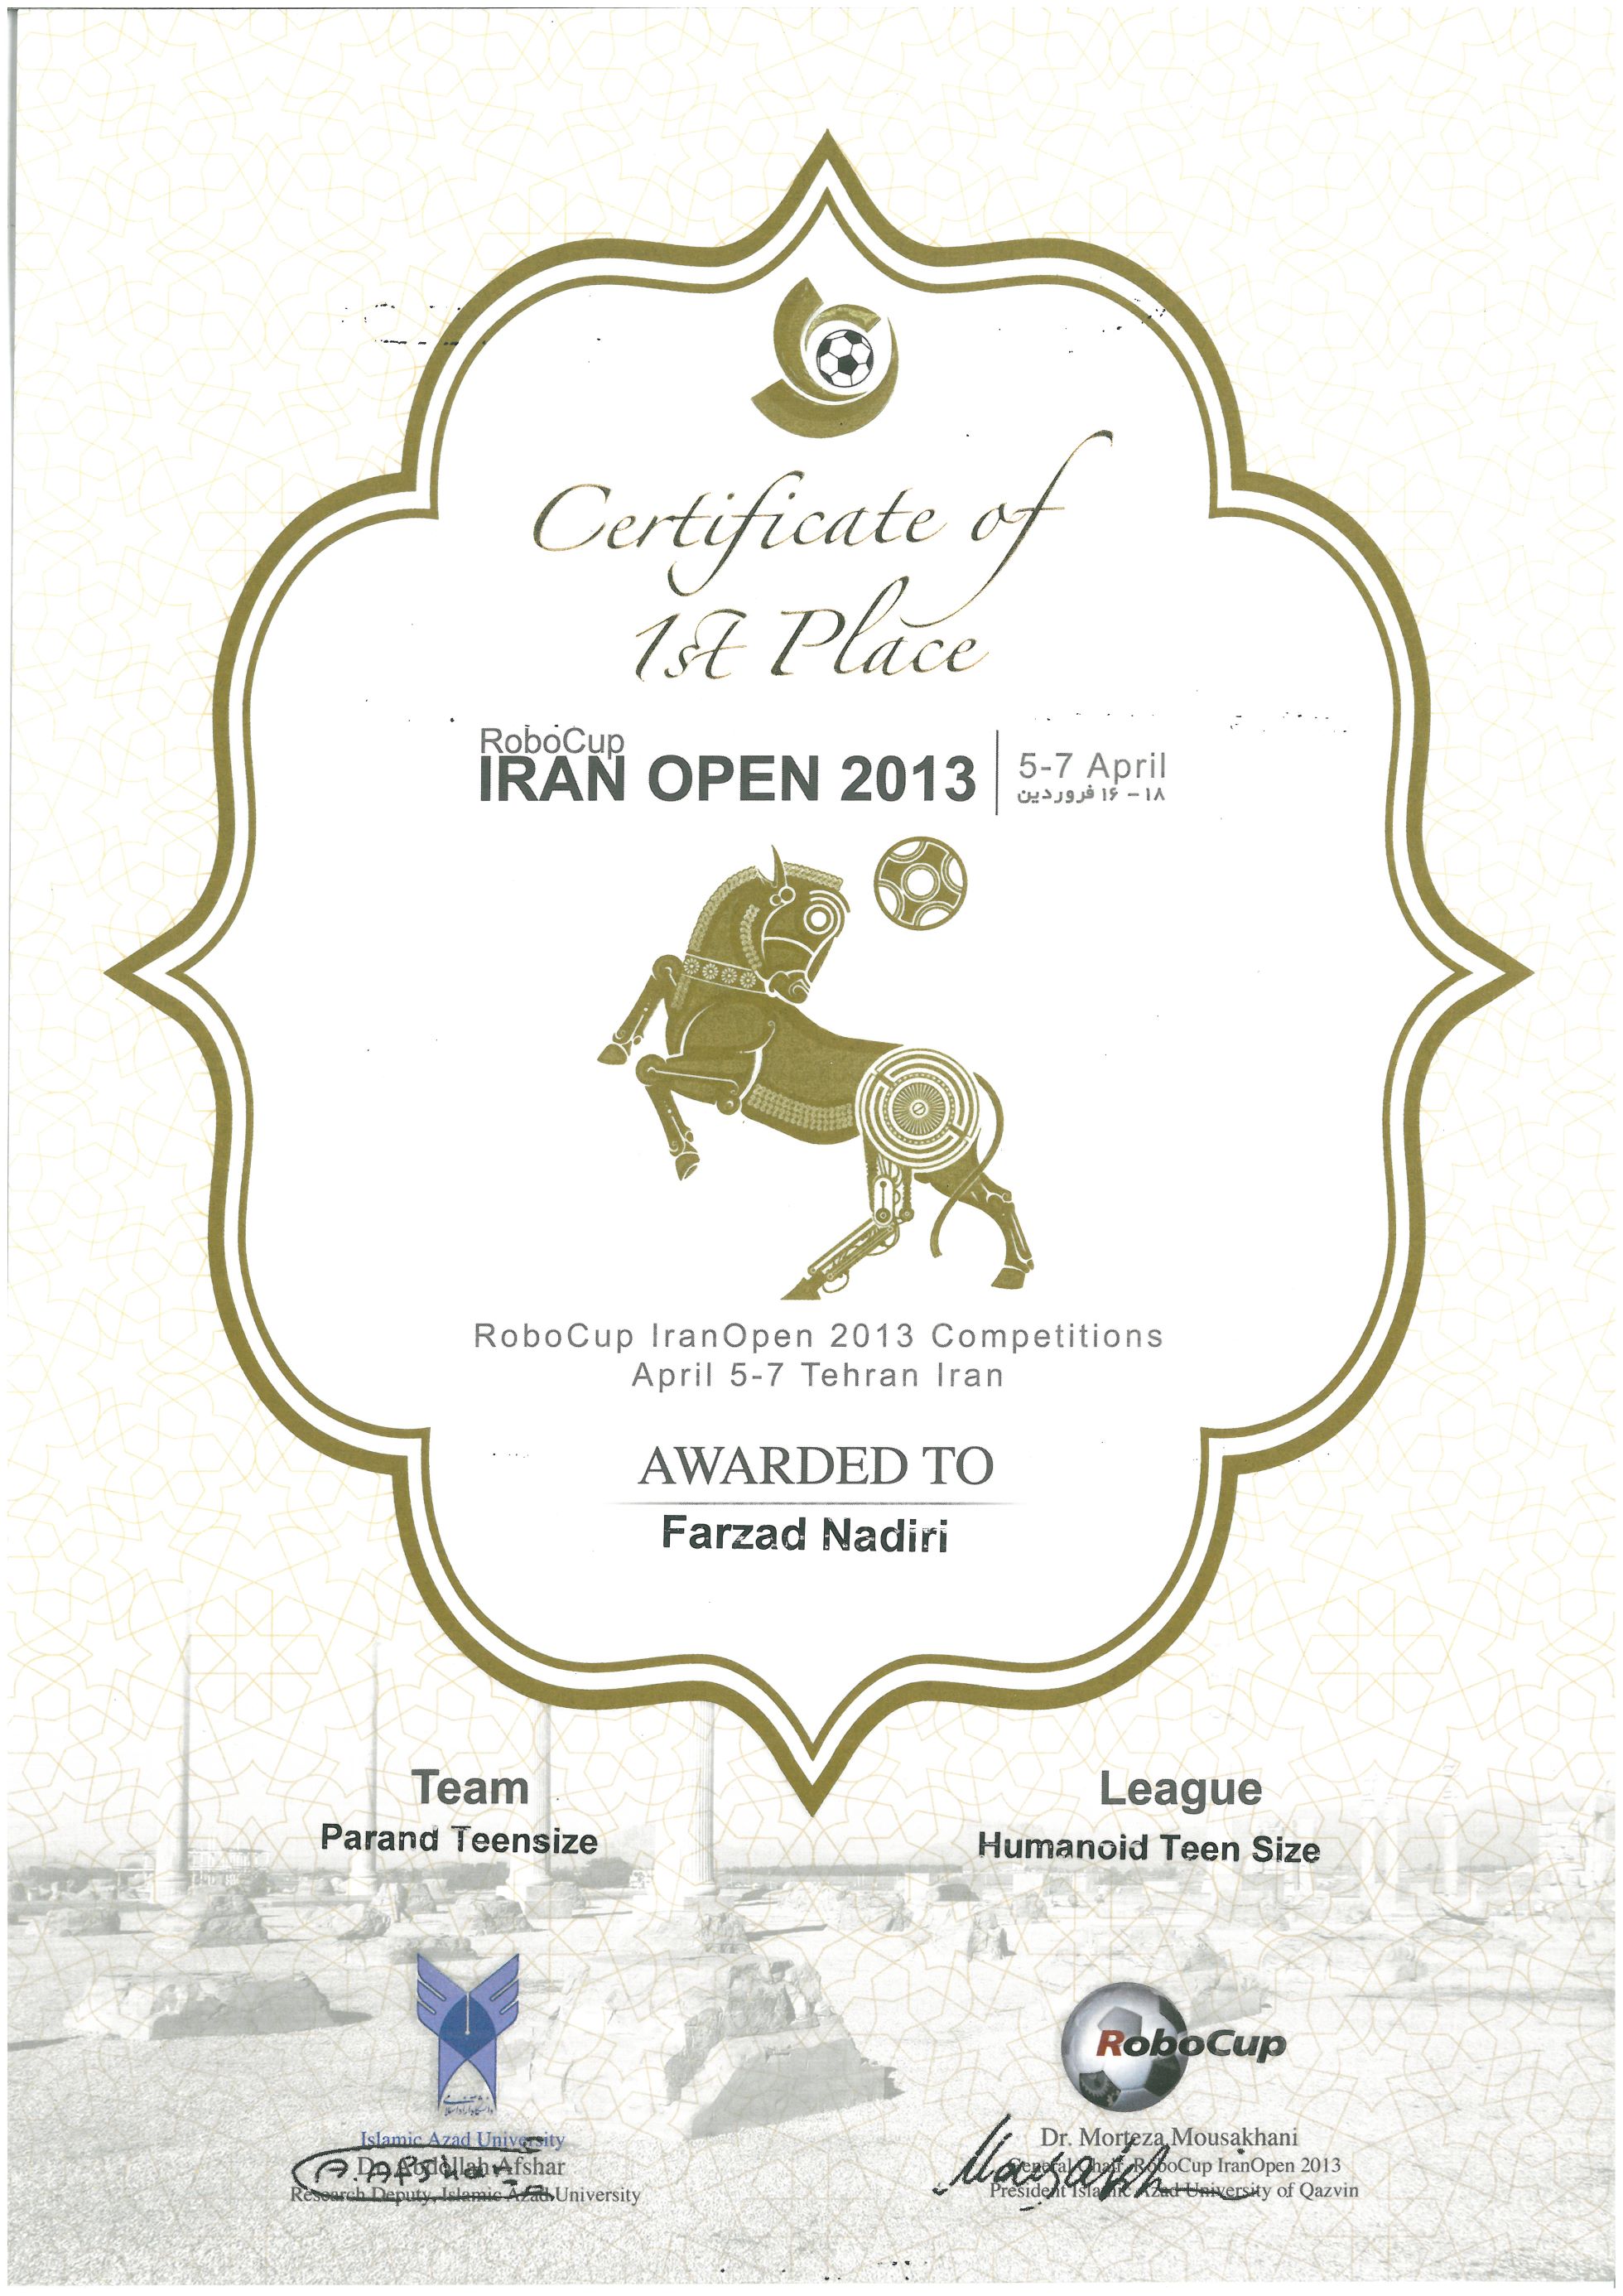 Certificate of
1st Place
RoboCup
IRAN OPEN 2013
5-7 April
۱۶ – ۱۸ فروردین
RoboCup IranOpen 2013 Competitions
April 5-7 Tehran Iran
AWARDED TO
Farzad Nadiri
Team
Parand Teensize
League
Humanoid Teen Size
Islamic Azad University
Dr. Abdollah Afshar
A. Afshar
Research Deputy, Islamic Azad University
RoboCup
Dr. Morteza Mousakhani
General Chair, RoboCup IranOpen 2013
President Islamic Azad University of Qazvin